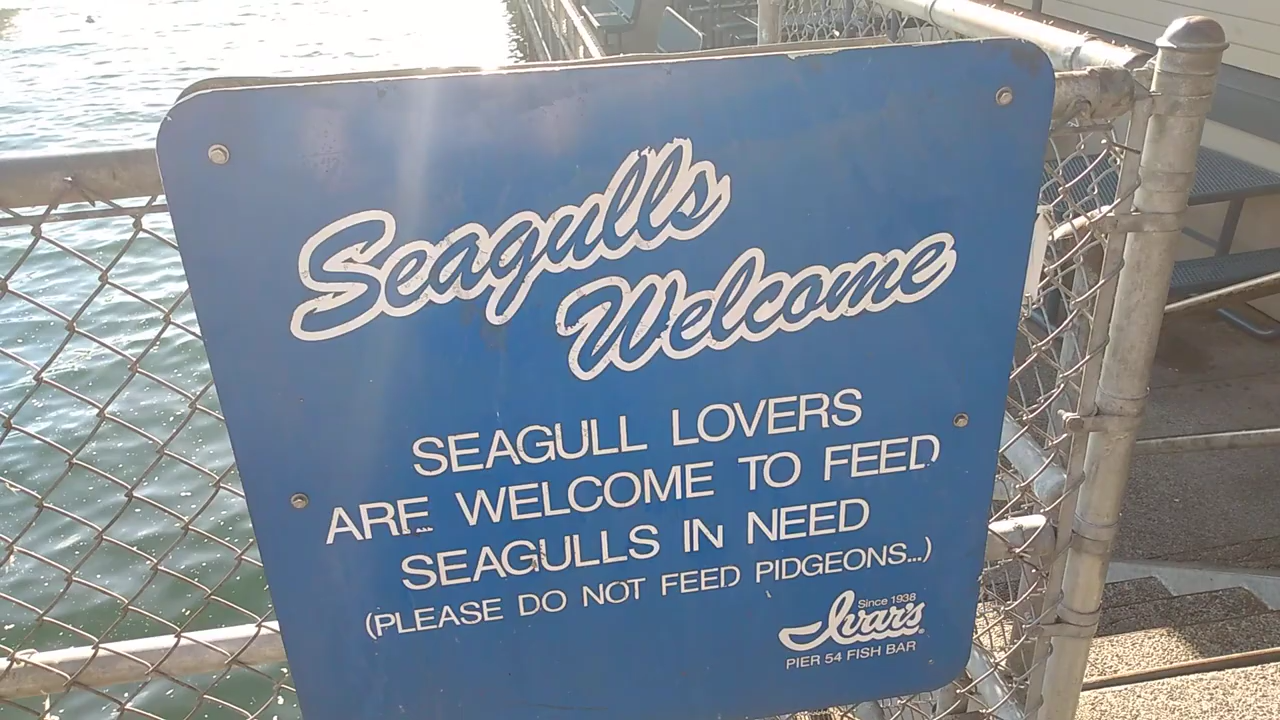 Seagulls
Welcome
SEAGULL LOVERS
ARE WELCOME TO FEED
SEAGULLS IN NEED
(PLEASE DO NOT FEED PIDGEONS...)
Since 1938
Ivar's
PIER 54 FISH BAR